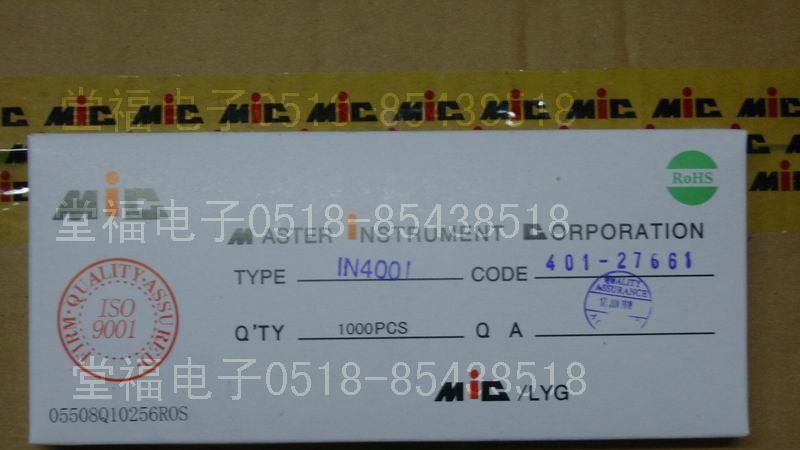 MiC MiC MiC MiC MiC MiC MiC MiC MiC
堂福电子0518-85438518
MiC
RoHS
堂福电子0518-85438518
MASTER INSTRUMENT CORPORATION
TYPE IN4001 CODE 401-27661
FIRM·QUALITY·ASSURED
ISO
9001
QUALITY
ASSURANCE
Q'TY 1000PCS Q A
堂福电子0518-85438518
MiC /LYG
05508Q10256ROS